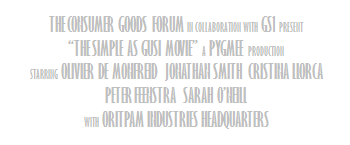 THE CONSUMER GOODS FORUM IN COLLABORATION WITH GS1 PRESENT
“THE SIMPLE AS GUSI MOVIE” A PYGMEE PRODUCTION
STARRING OLIVIER DE MONEREID JONATHAN SMITH CRISTINA LLORCA
PETER FEENSTRA SARAH O'NEILL
WITH ORITPAM INDUSTRIES HEADQUARTERS